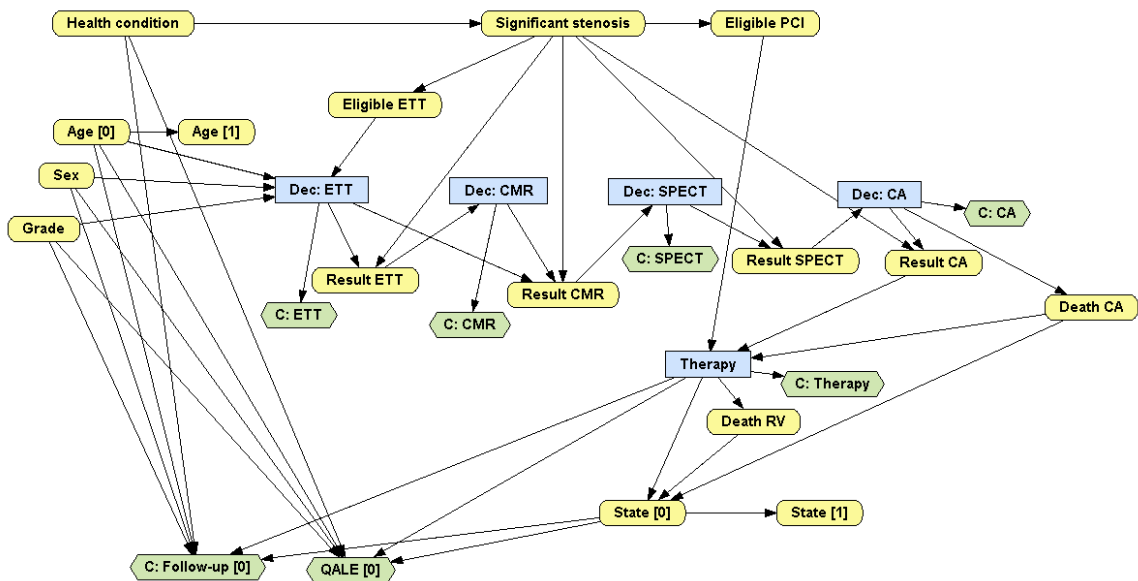 Health condition
Significant stenosis
Eligible PCI
Eligible ETT
Age [0]
Age [1]
Sex
Dec: ETT
Dec: CMR
Dec: SPECT
Dec: CA
C: CA
Grade
Result ETT
Result CMR
C: SPECT
Result SPECT
Result CA
C: ETT
C: CMR
Death CA
Therapy
C: Therapy
Death RV
State [0]
State [1]
C: Follow-up [0]
QALE [0]